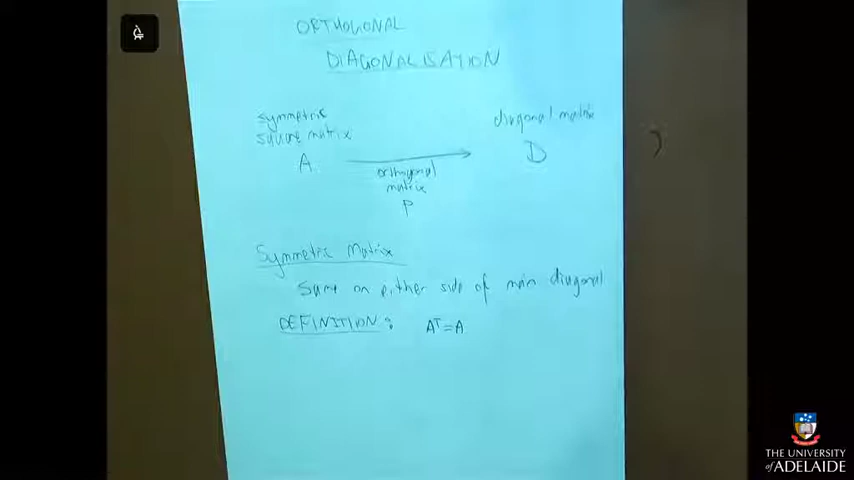 ORTHOGONAL
DIAGONALISATION
symmetric
square matrix
A
orthogonal
matrix
P
diagonal matrix
D
Symmetric Matrix
Same on either side of main diagonal
DEFINITION: Aᵀ=A
THE UNIVERSITY
of ADELAIDE